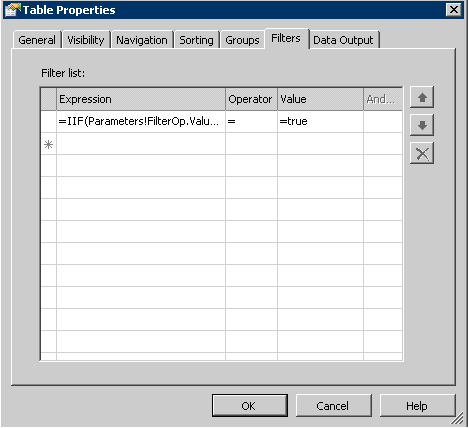 Table Properties
General Visibility Navigation Sorting Groups Filters Data Output
Filter list:
Expression Operator Value And...
=IIF(Parameters!FilterOp.Valu... = =true
OK Cancel Help